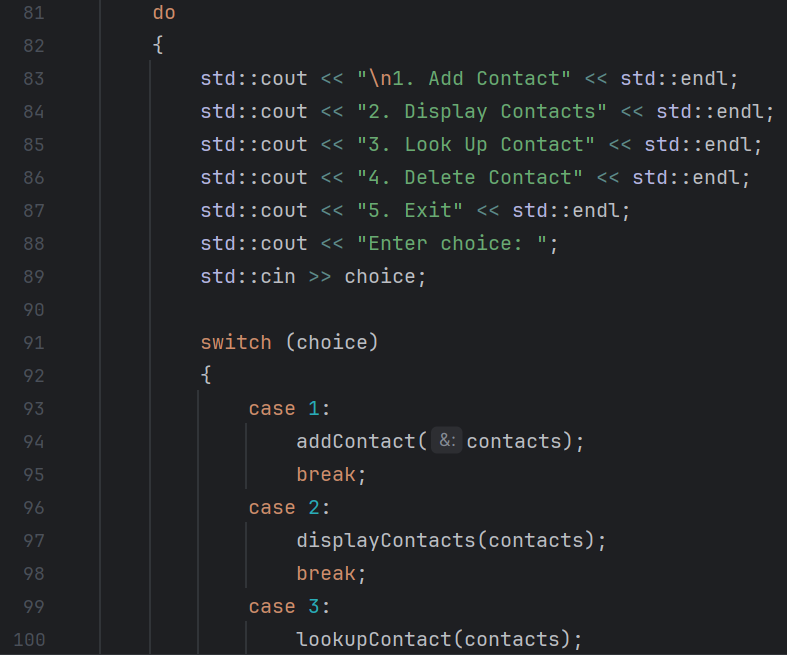 81 do
82 {
83 std::cout << "\n1. Add Contact" << std::endl;
84 std::cout << "2. Display Contacts" << std::endl;
85 std::cout << "3. Look Up Contact" << std::endl;
86 std::cout << "4. Delete Contact" << std::endl;
87 std::cout << "5. Exit" << std::endl;
88 std::cout << "Enter choice: ";
89 std::cin >> choice;
90
91 switch (choice)
92 {
93 case 1:
94 addContact( &: contacts);
95 break;
96 case 2:
97 displayContacts(contacts);
98 break;
99 case 3:
100 lookupContact(contacts);